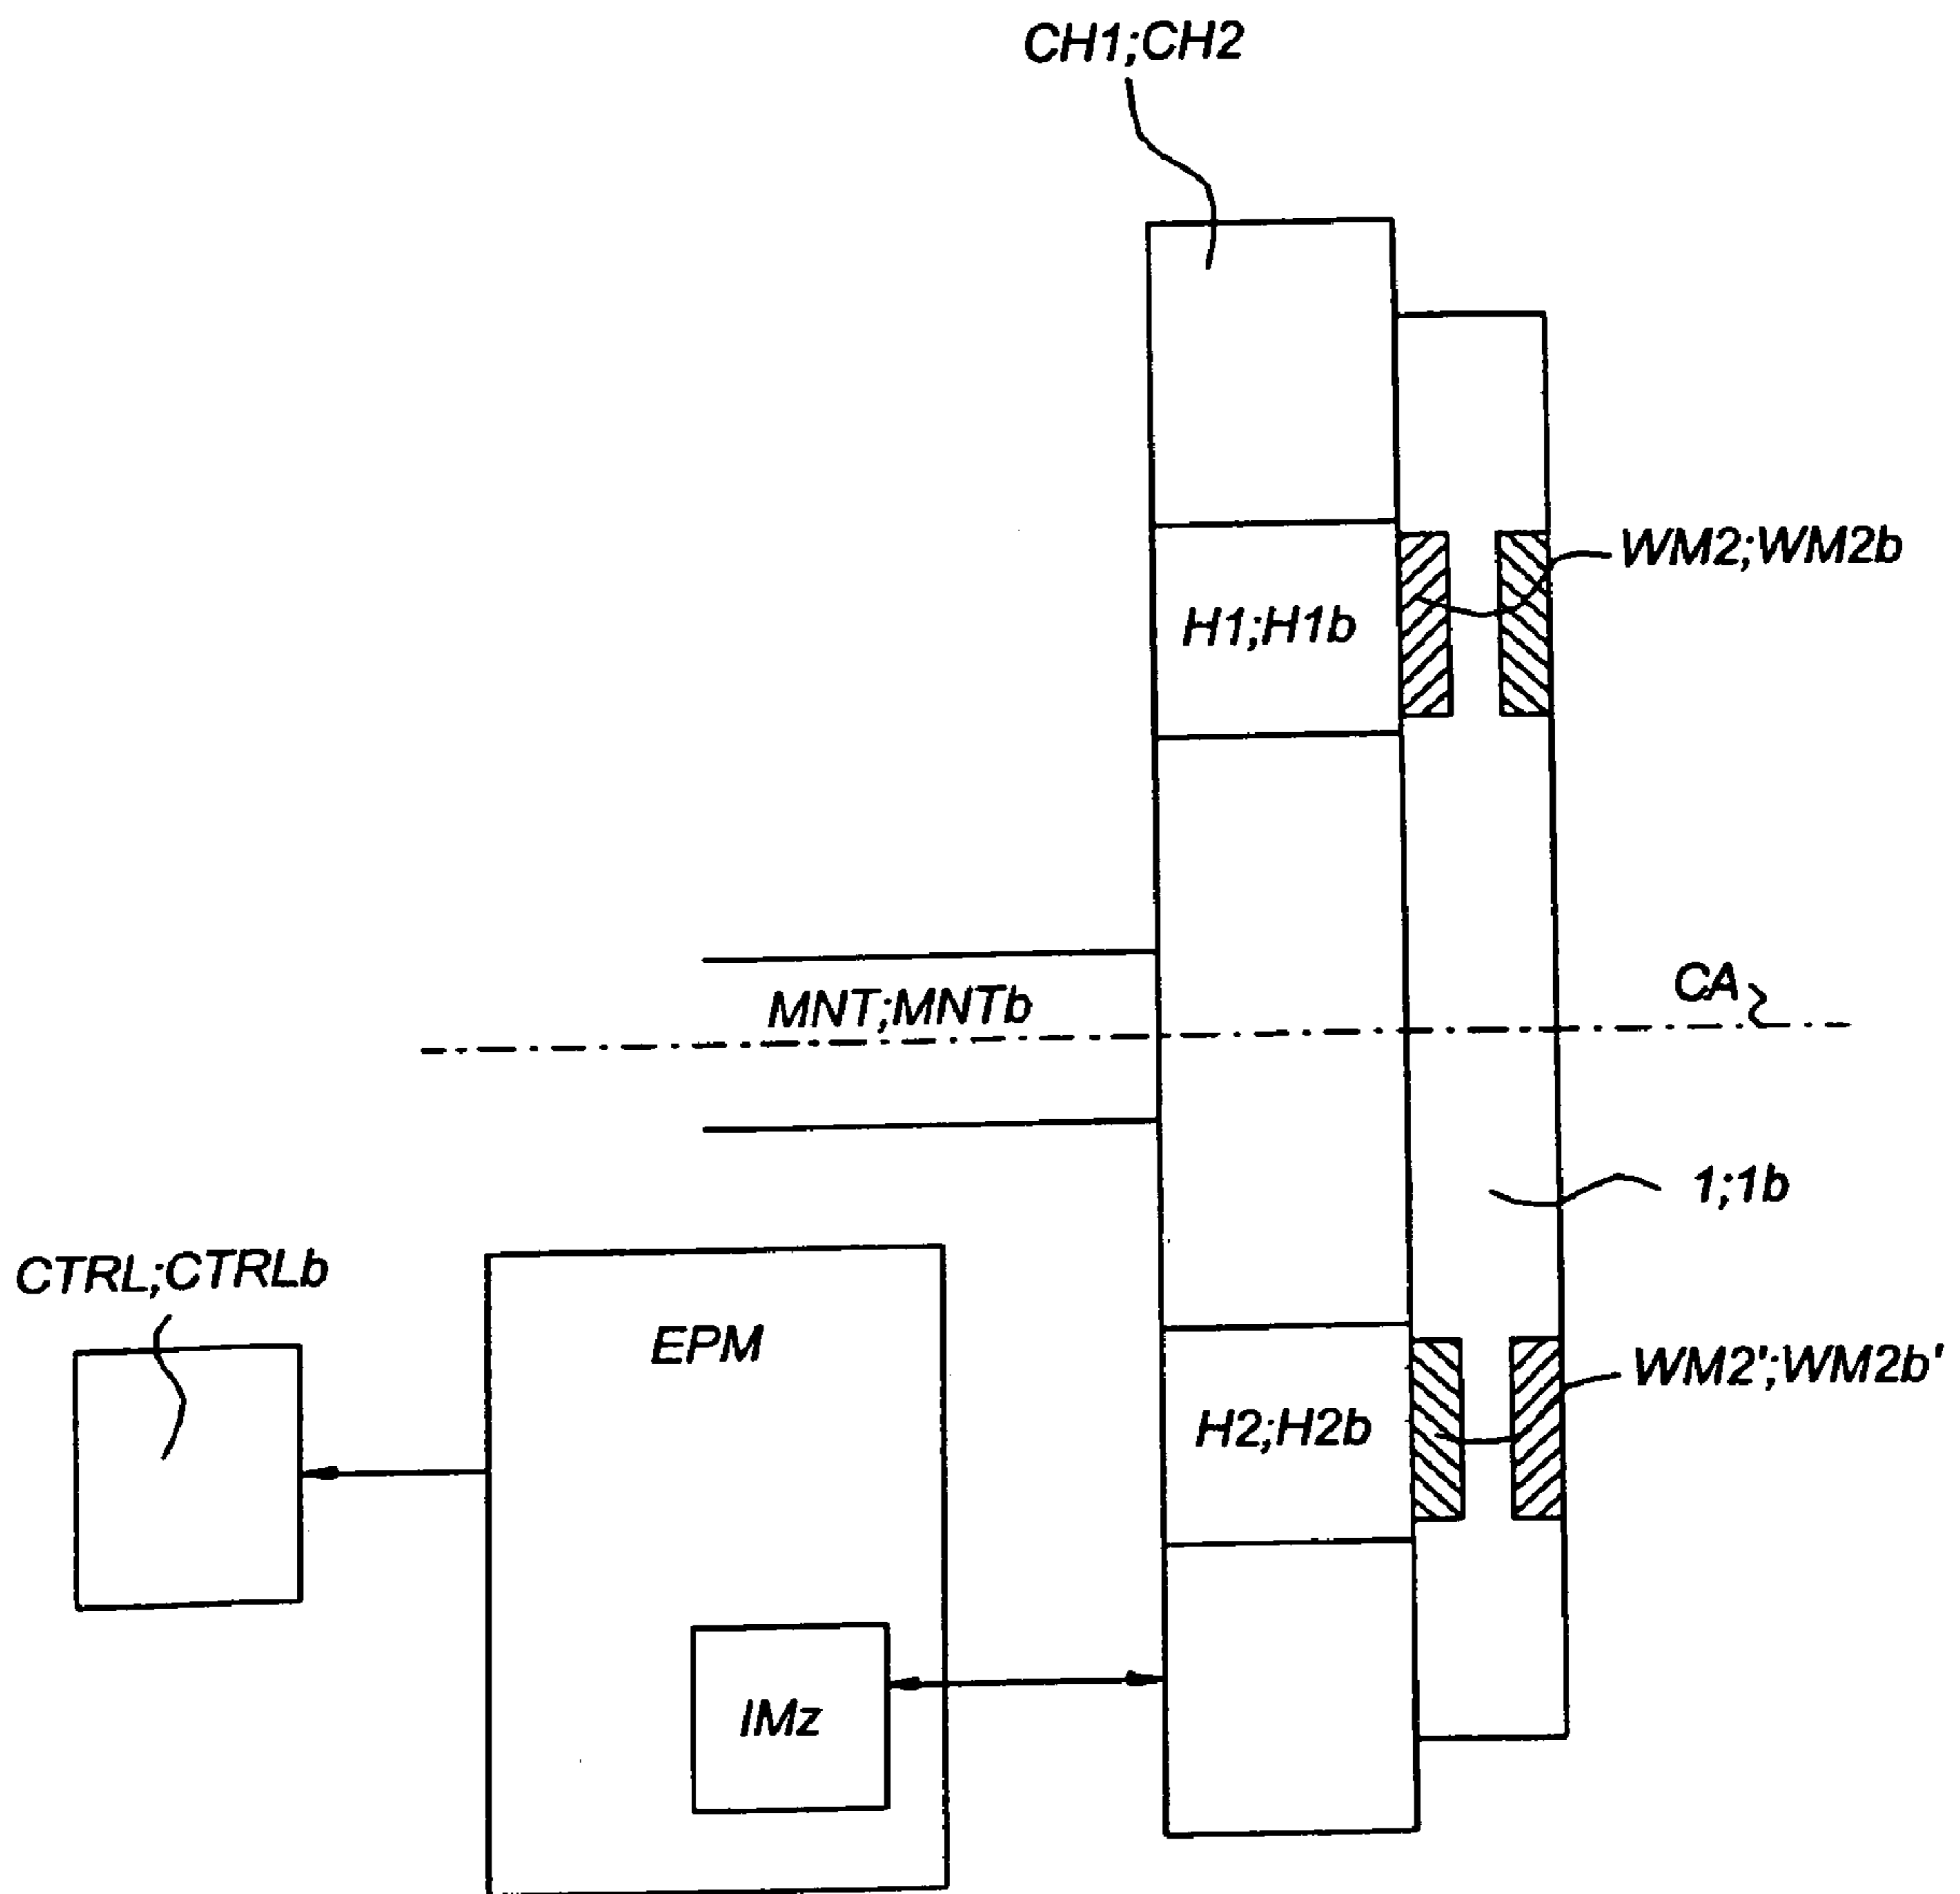 CH1;CH2
WM2;WM2b
H1;H1b
CA
MNT;MNTb
1;1b
CTRL;CTRLb
EPM
WM2';WM2b'
H2;H2b
IMz